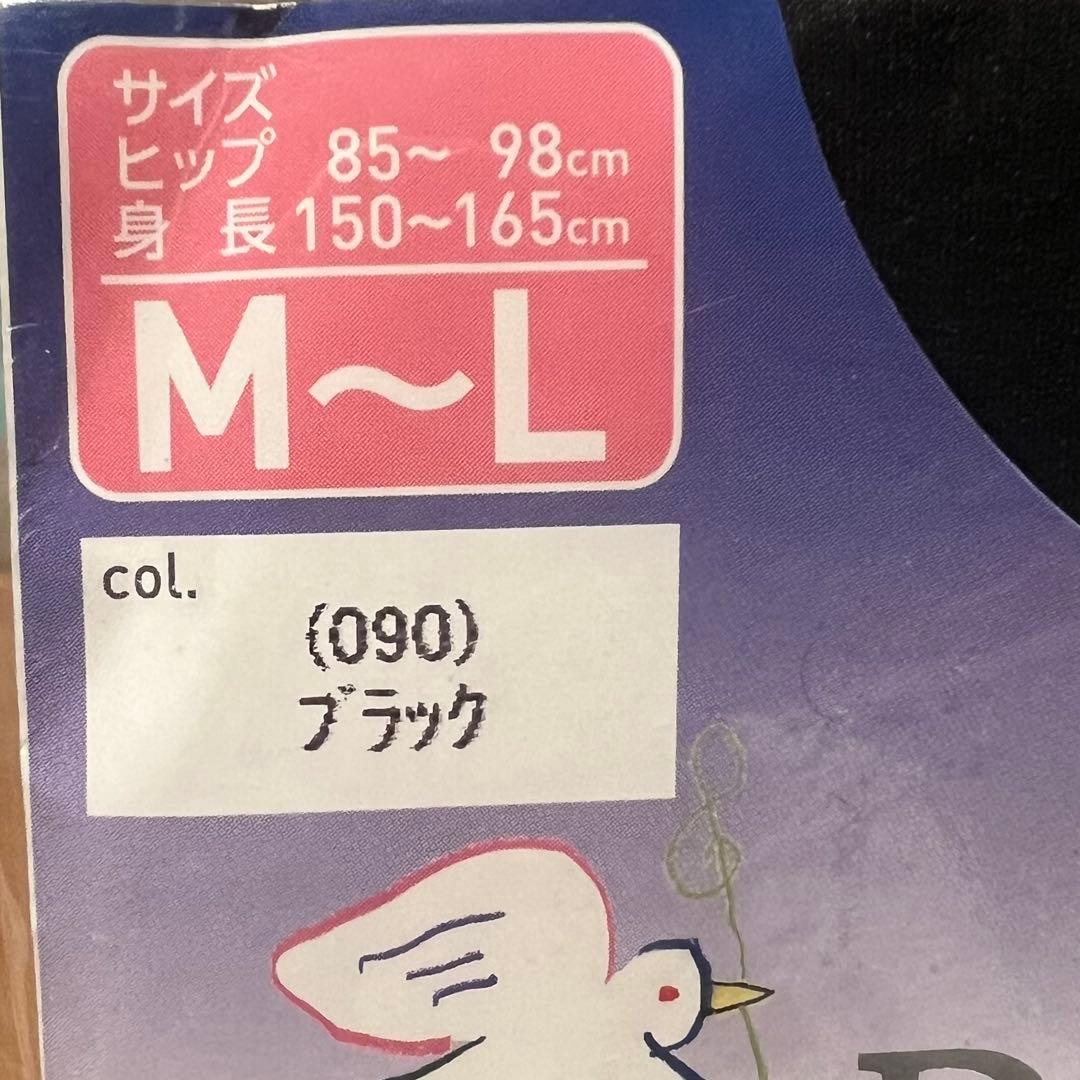 サイズ
ヒップ 85～ 98cm
身 長 150～165cm
M～L
col.
(090)
ブラック